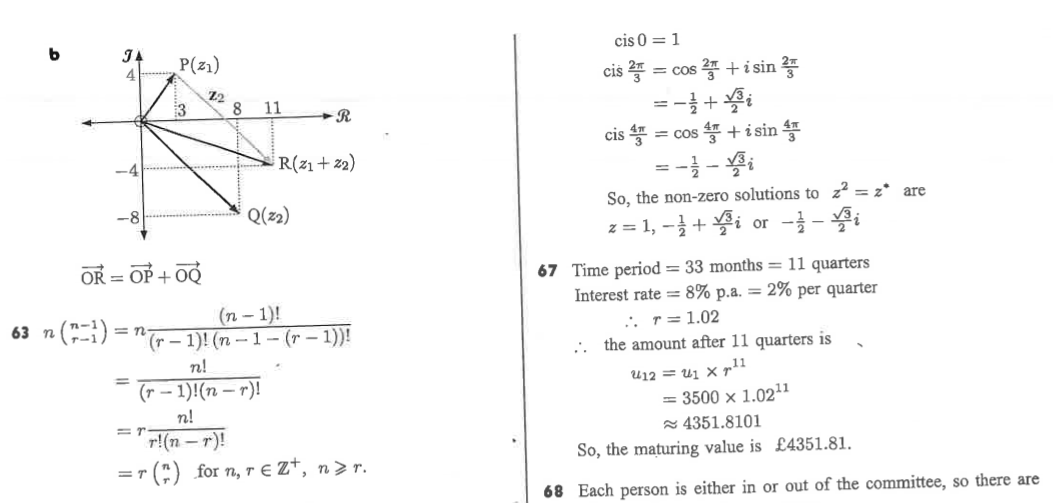 b
𝓘
4
P(z₁)
z₂
3
8
11
𝓡
−4
R(z₁ + z₂)
−8
Q(z₂)
OR = OP + OQ
63 n (n−1 r−1) = n (n − 1)! / (r − 1)! (n − 1 − (r − 1))!
= n! / (r − 1)!(n − r)!
= r n! / r!(n − r)!
= r (n r) for n, r ∈ ℤ⁺, n ⩾ r.
cis 0 = 1
cis 2π/3 = cos 2π/3 + i sin 2π/3
= −1/2 + √3/2 i
cis 4π/3 = cos 4π/3 + i sin 4π/3
= −1/2 − √3/2 i
So, the non-zero solutions to z² = z* are
z = 1, −1/2 + √3/2 i or −1/2 − √3/2 i
67 Time period = 33 months = 11 quarters
Interest rate = 8% p.a. = 2% per quarter
∴ r = 1.02
∴ the amount after 11 quarters is
u₁₂ = u₁ × r¹¹
= 3500 × 1.02¹¹
≈ 4351.8101
So, the maturing value is £4351.81.
68 Each person is either in or out of the committee, so there are